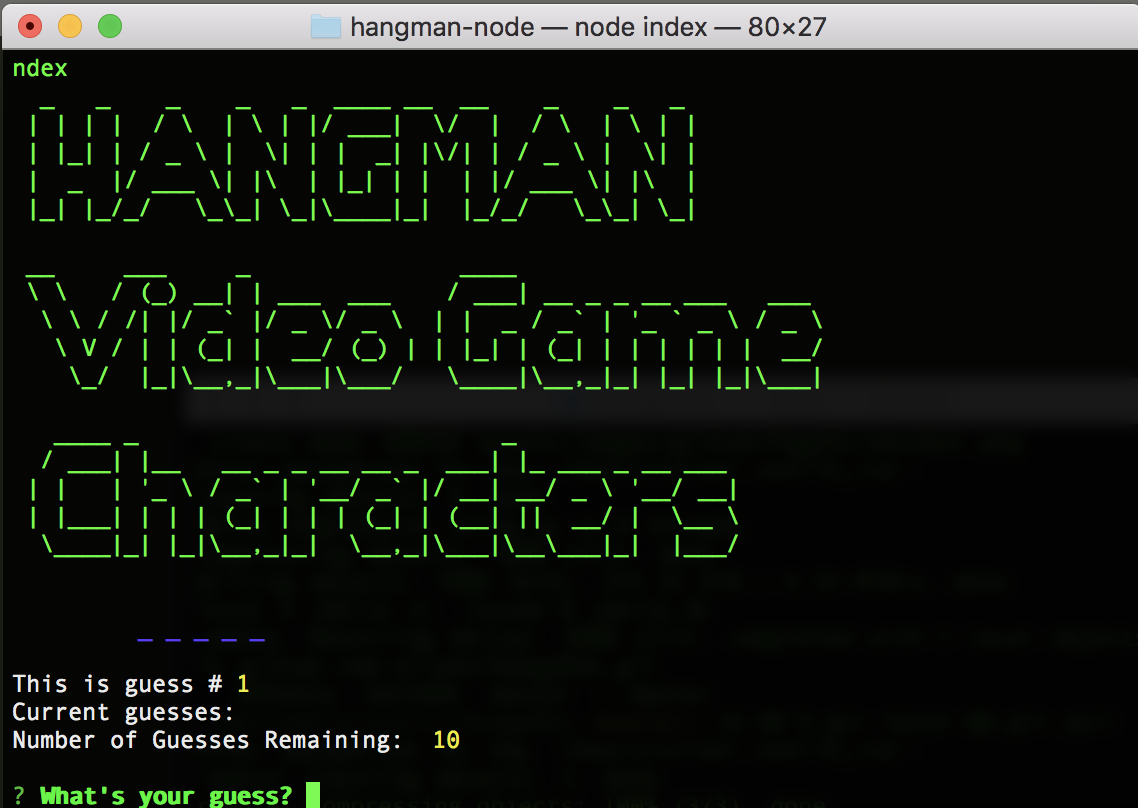 hangman-node — node index — 80×27
ndex
HANGMAN
Video Game
Characters
_ _ _ _ _
This is guess # 1
Current guesses:
Number of Guesses Remaining: 10
? What's your guess?